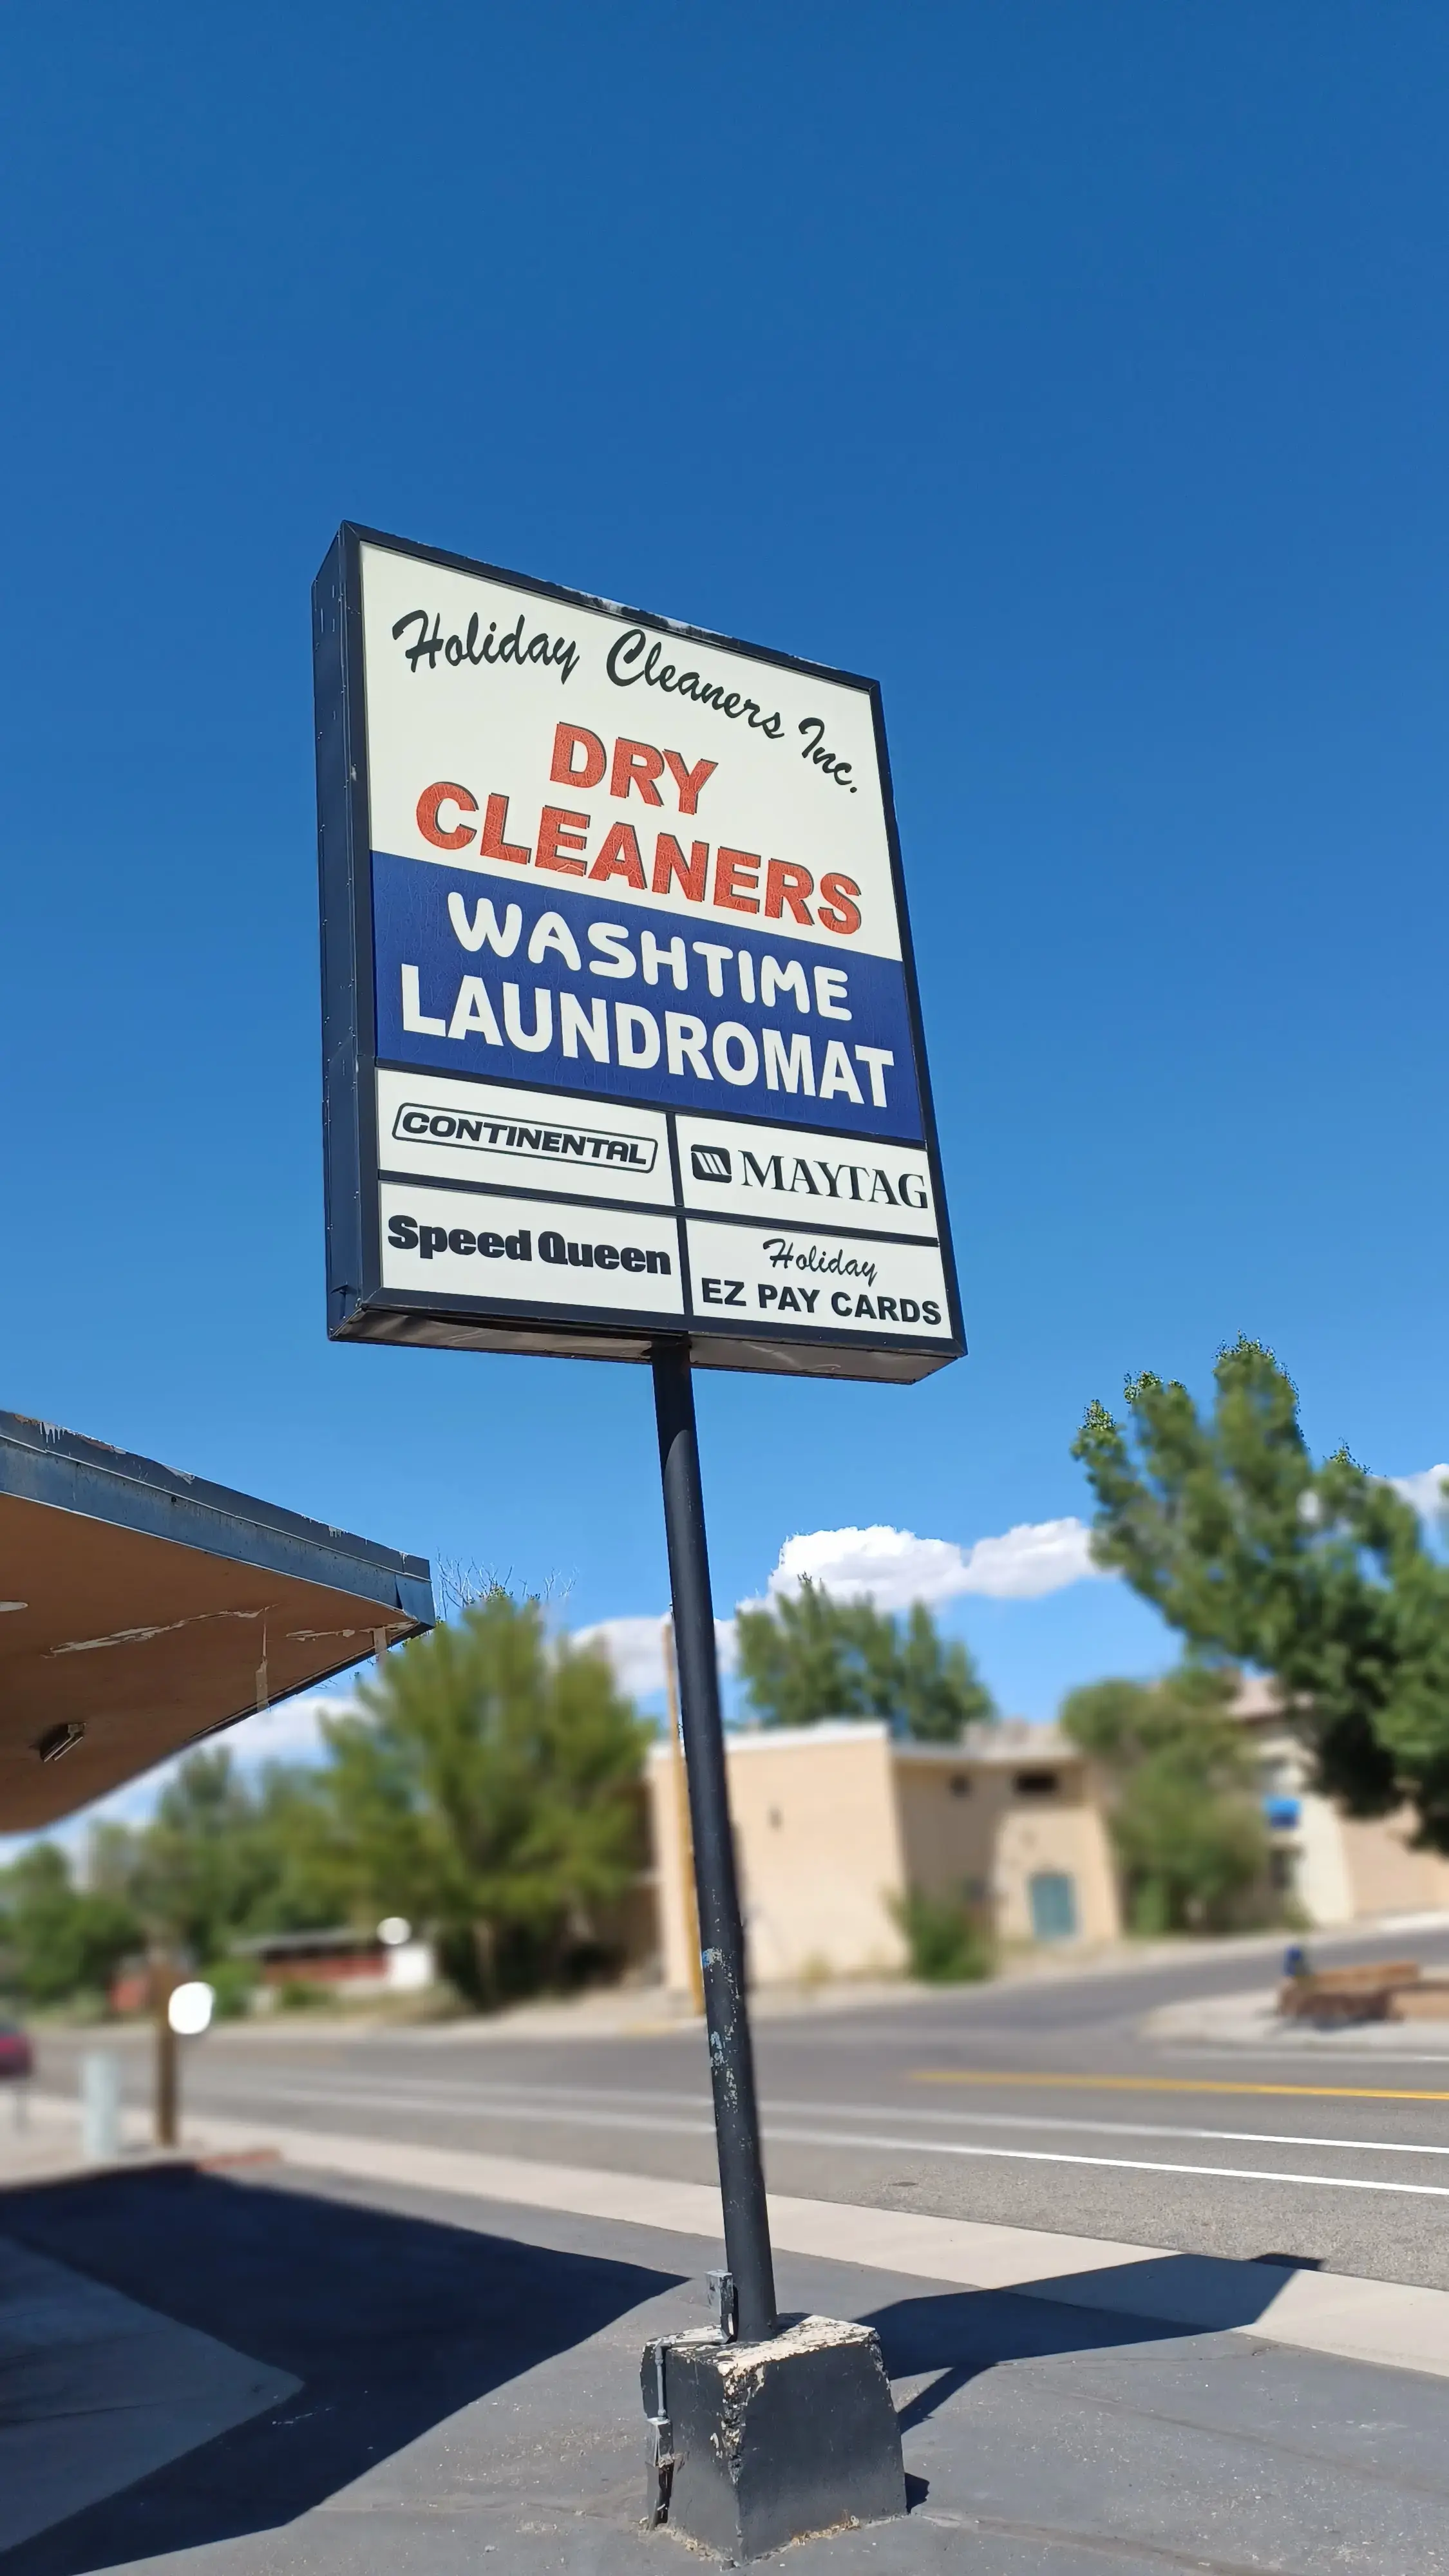 Holiday Cleaners Inc.
DRY
CLEANERS
WASHTIME
LAUNDROMAT
CONTINENTAL
MAYTAG
Speed Queen
Holiday
EZ PAY CARDS